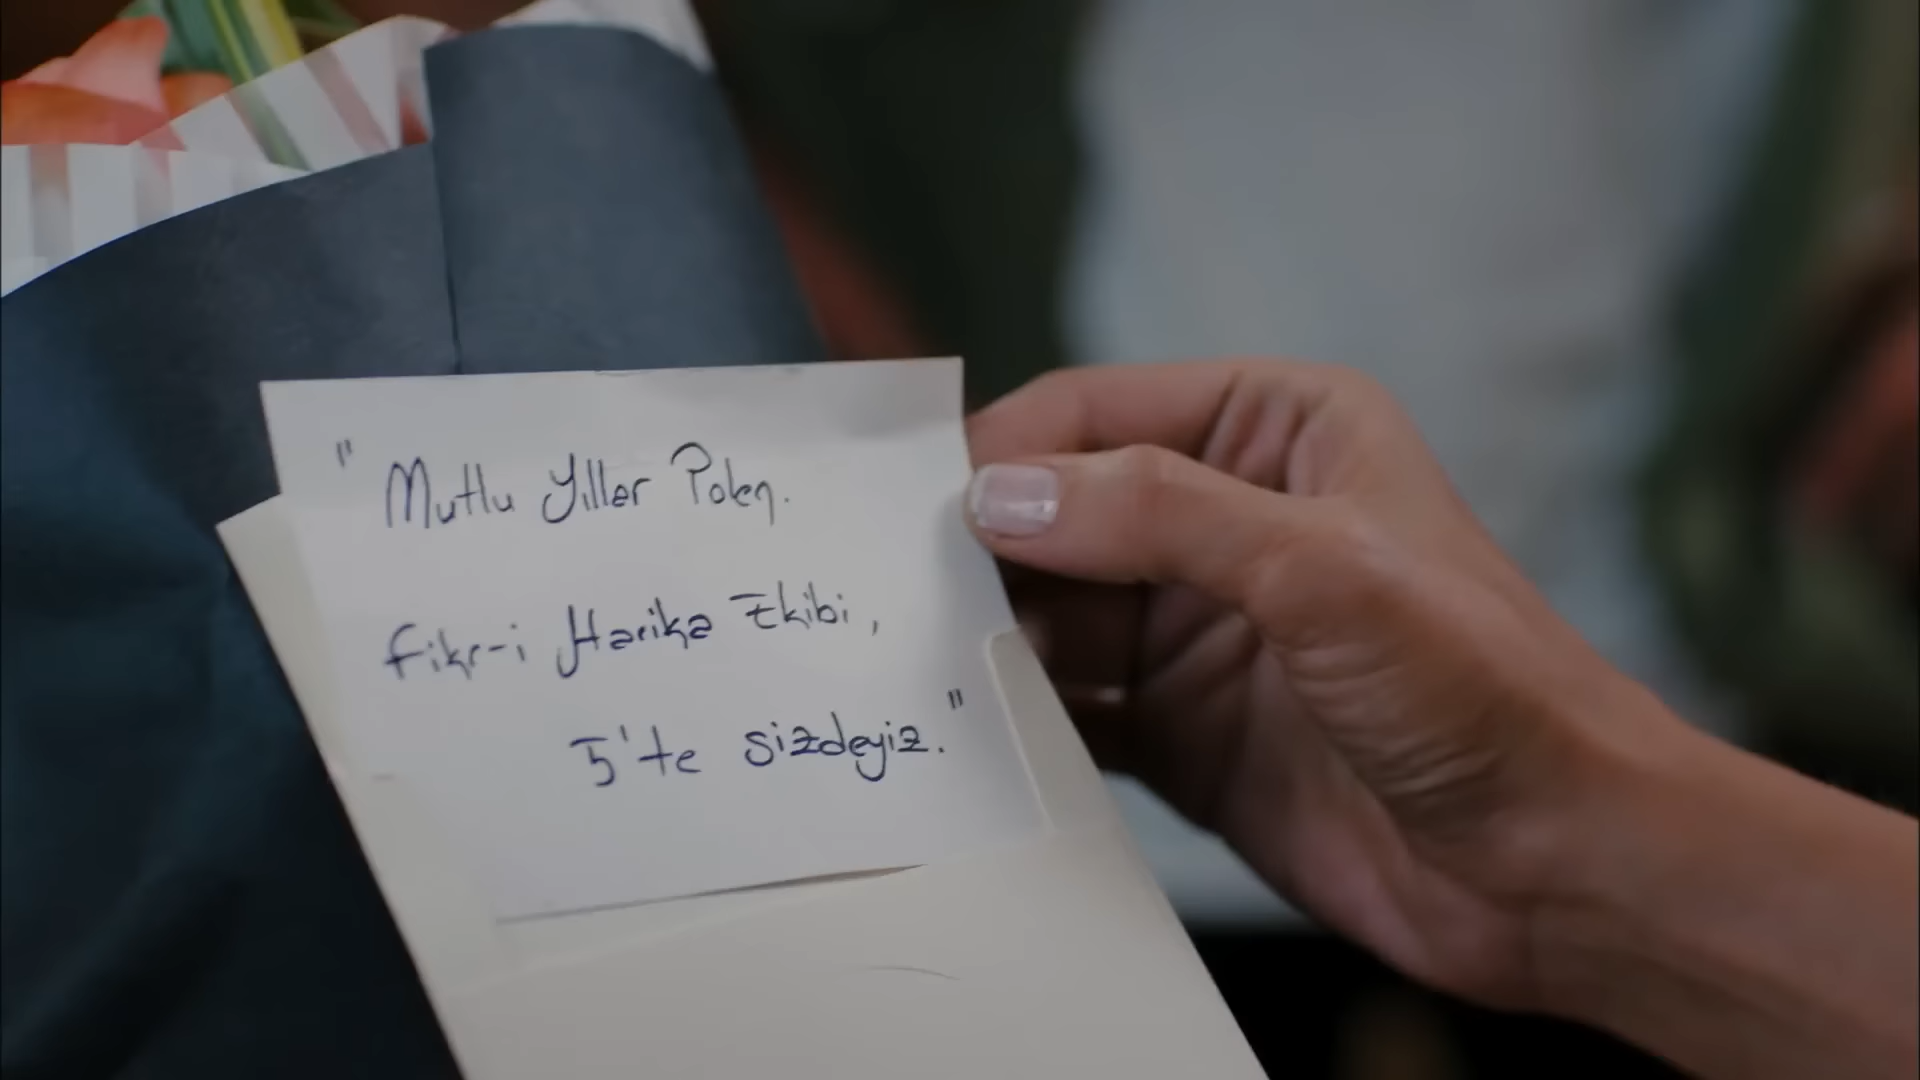 "Mutlu Yıllar Polen.
Fikr-i Harika Ekibi,
5'te sizdeyiz."